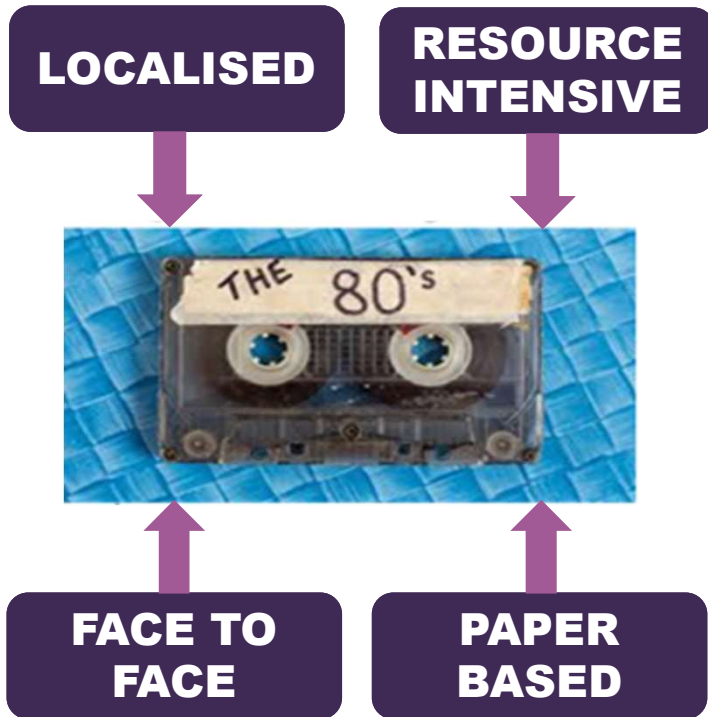 LOCALISED
RESOURCE
INTENSIVE
THE 80's
FACE TO
FACE
PAPER
BASED